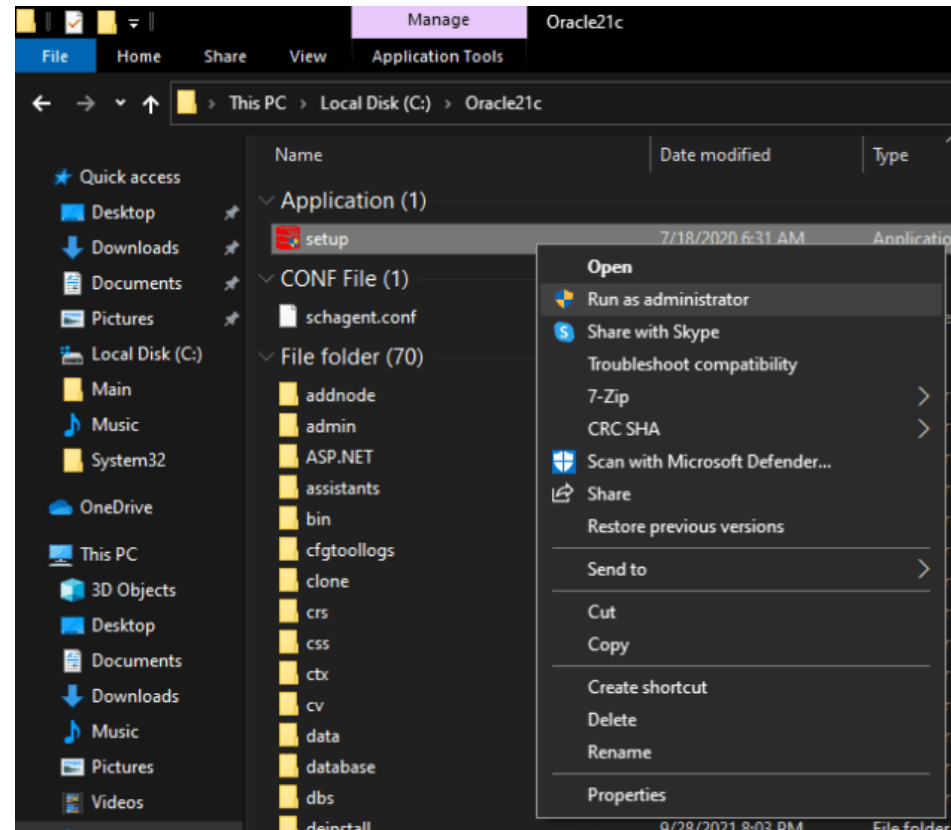 Manage
Oracle21c
File
Home
Share
View
Application Tools
This PC > Local Disk (C:) > Oracle21c
Name
Date modified
Type
Quick access
Desktop
Downloads
Documents
Pictures
Local Disk (C:)
Main
Music
System32
OneDrive
This PC
3D Objects
Desktop
Documents
Downloads
Music
Pictures
Videos
Application (1)
setup
7/18/2020 6:31 AM
Applicatio
CONF File (1)
schagent.conf
File folder (70)
addnode
admin
ASP.NET
assistants
bin
cfgtoollogs
clone
crs
css
ctx
cv
data
database
dbs
deinstall
9/28/2021 8:03 PM
File folder
Open
Run as administrator
Share with Skype
Troubleshoot compatibility
7-Zip
CRC SHA
Scan with Microsoft Defender...
Share
Restore previous versions
Send to
Cut
Copy
Create shortcut
Delete
Rename
Properties